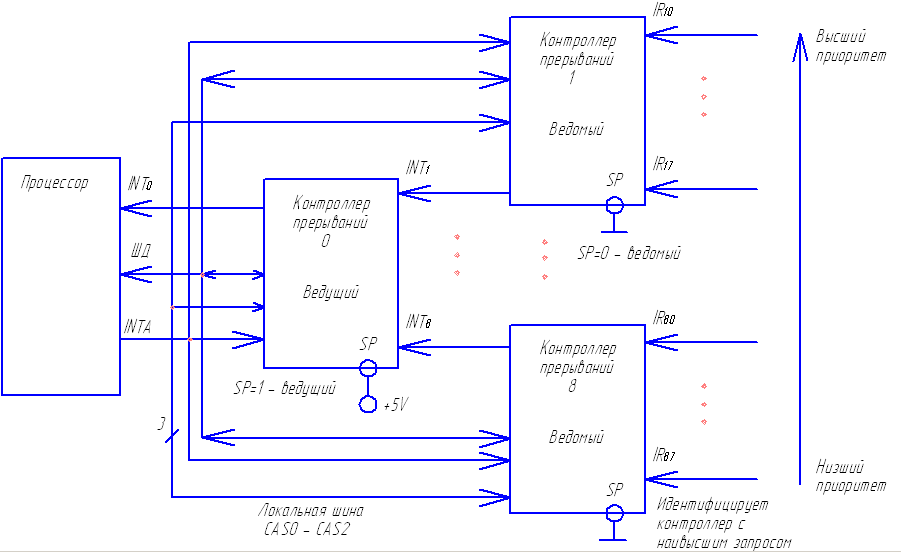 IR10
Высший
приоритет
Контроллер
прерываний
1
Ведомый
IR17
SP
SP=0 - ведомый
Процессор
INT0
ШД
INTA
INT1
Контроллер
прерываний
0
Ведущий
SP
SP=1 - ведущий
+5V
INT8
IR80
Контроллер
прерываний
8
Ведомый
IR87
SP
3
Локальная шина
CAS0 - CAS2
Низший
приоритет
Идентифицирует
контроллер с
наивысшим запросом